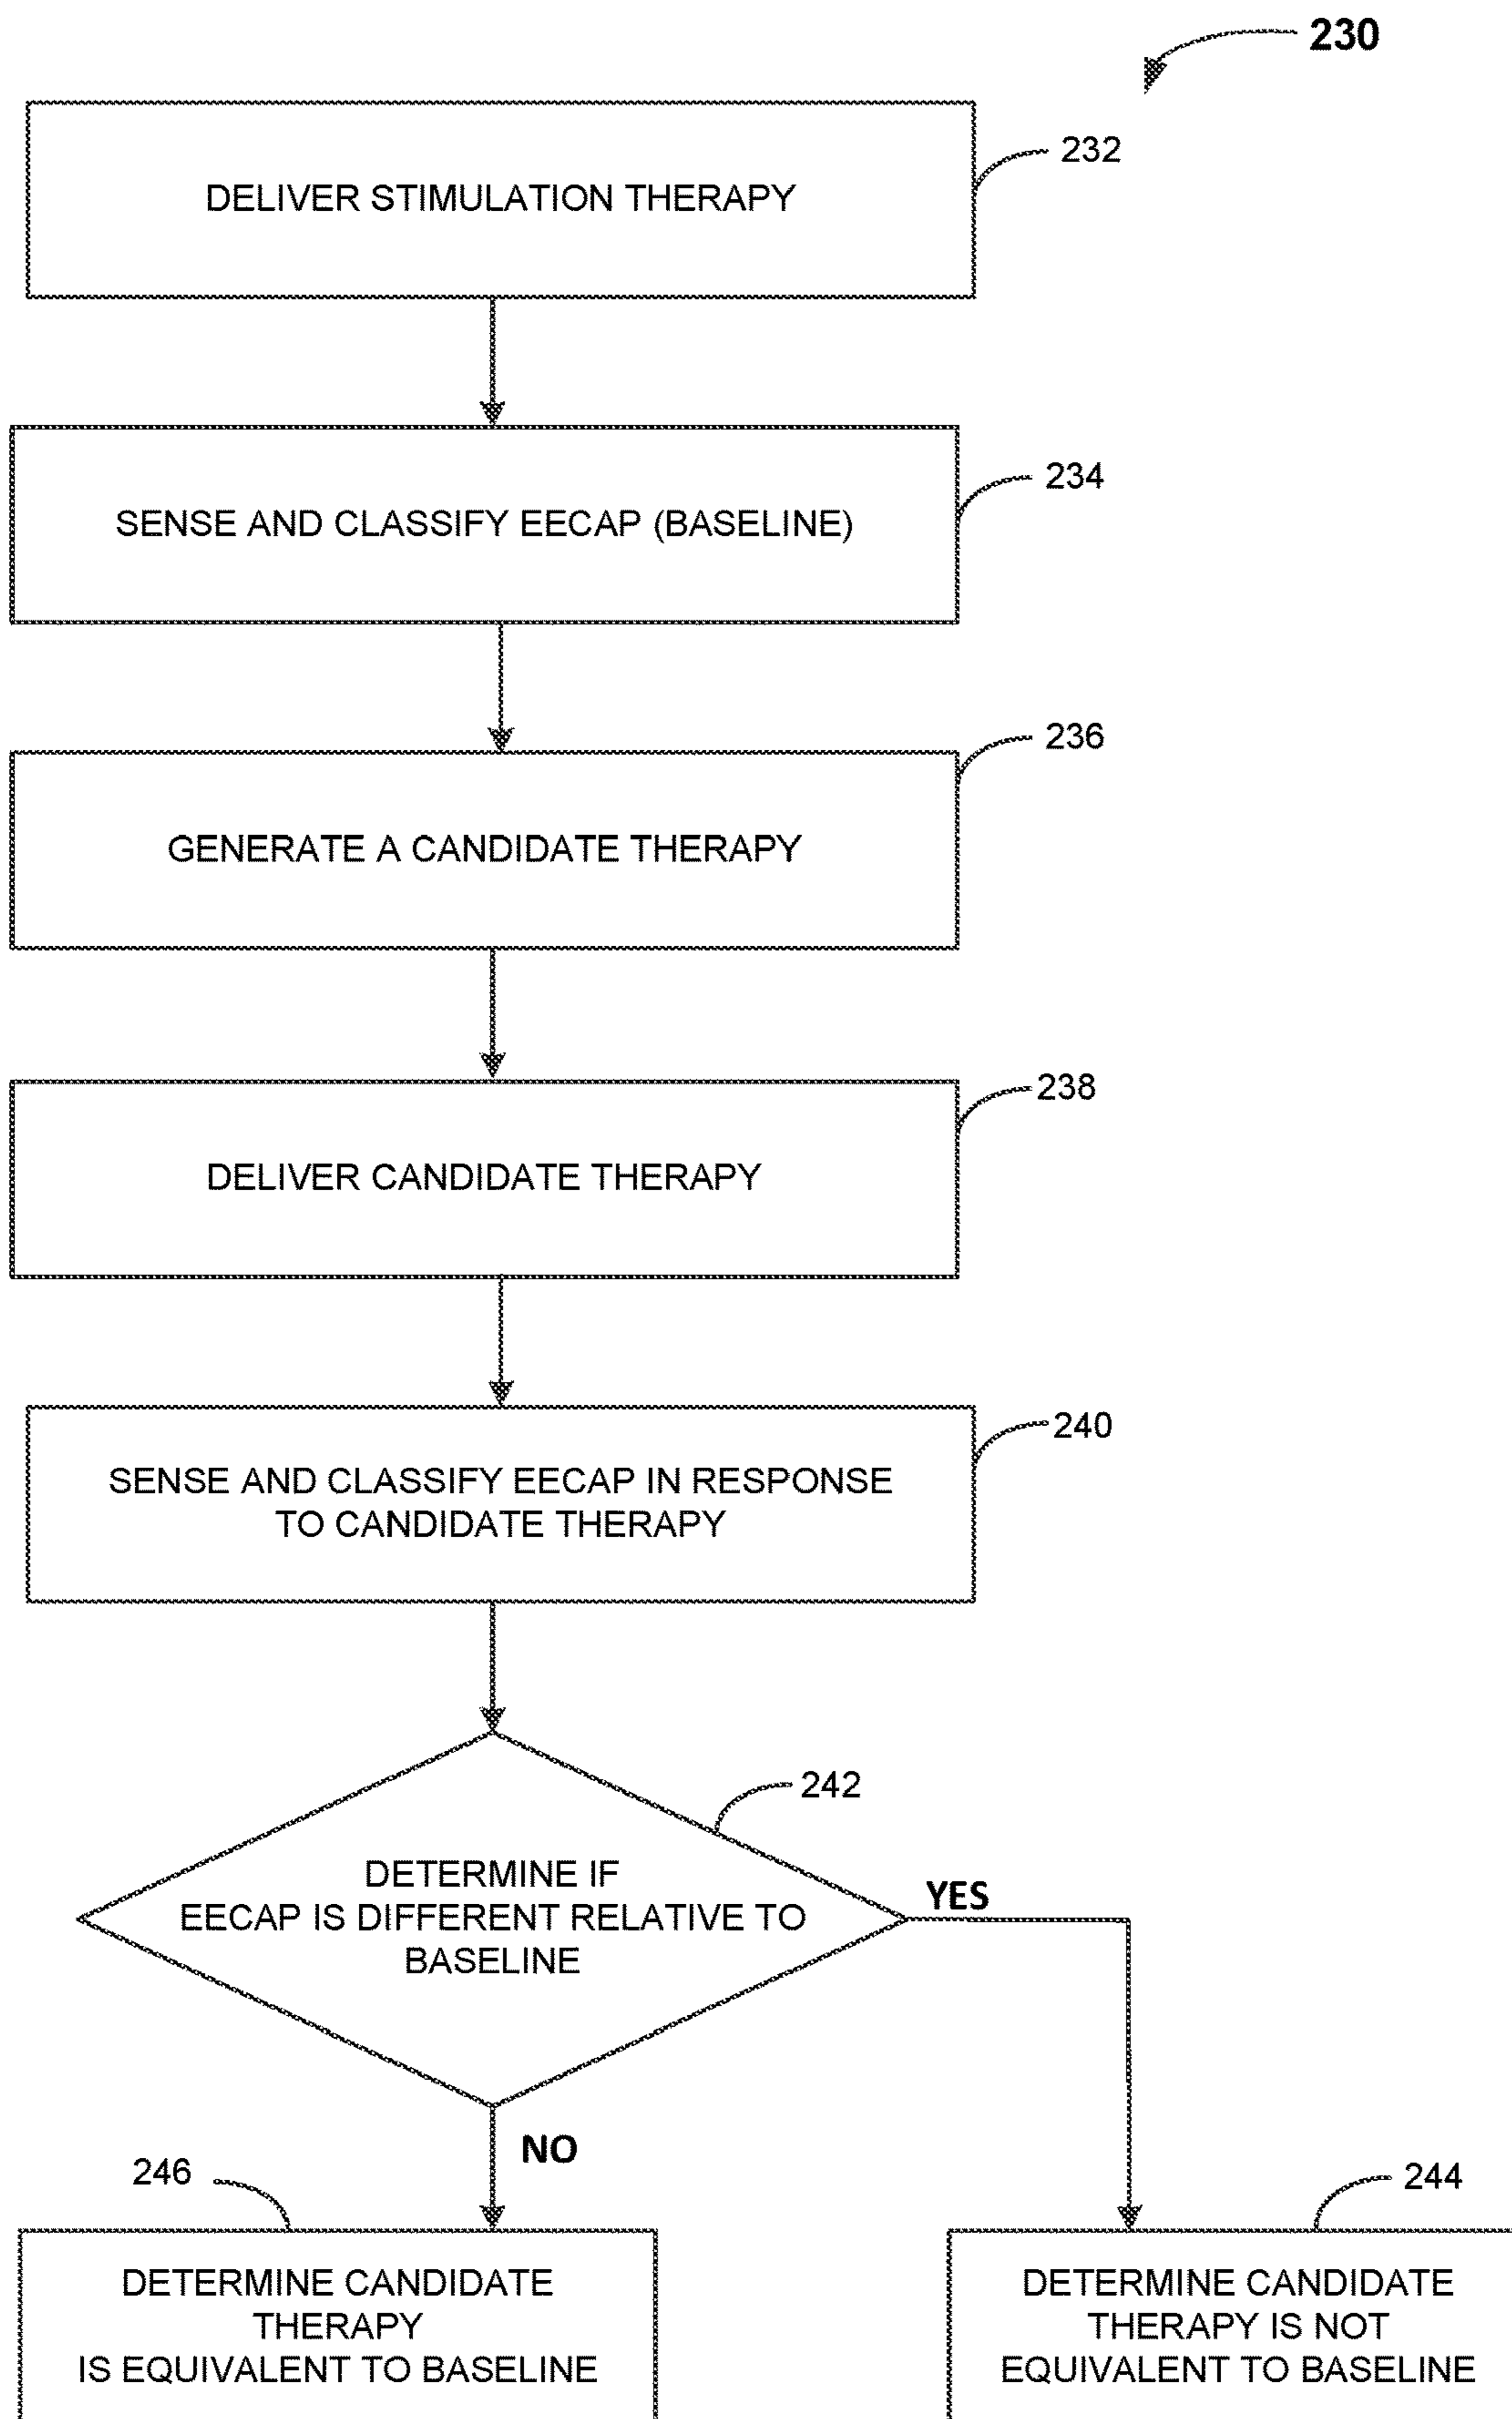 230
DELIVER STIMULATION THERAPY
232
SENSE AND CLASSIFY EECAP (BASELINE)
234
GENERATE A CANDIDATE THERAPY
236
DELIVER CANDIDATE THERAPY
238
SENSE AND CLASSIFY EECAP IN RESPONSE
TO CANDIDATE THERAPY
240
242
DETERMINE IF
EECAP IS DIFFERENT RELATIVE TO
BASELINE
YES
NO
246
DETERMINE CANDIDATE
THERAPY
IS EQUIVALENT TO BASELINE
244
DETERMINE CANDIDATE
THERAPY IS NOT
EQUIVALENT TO BASELINE